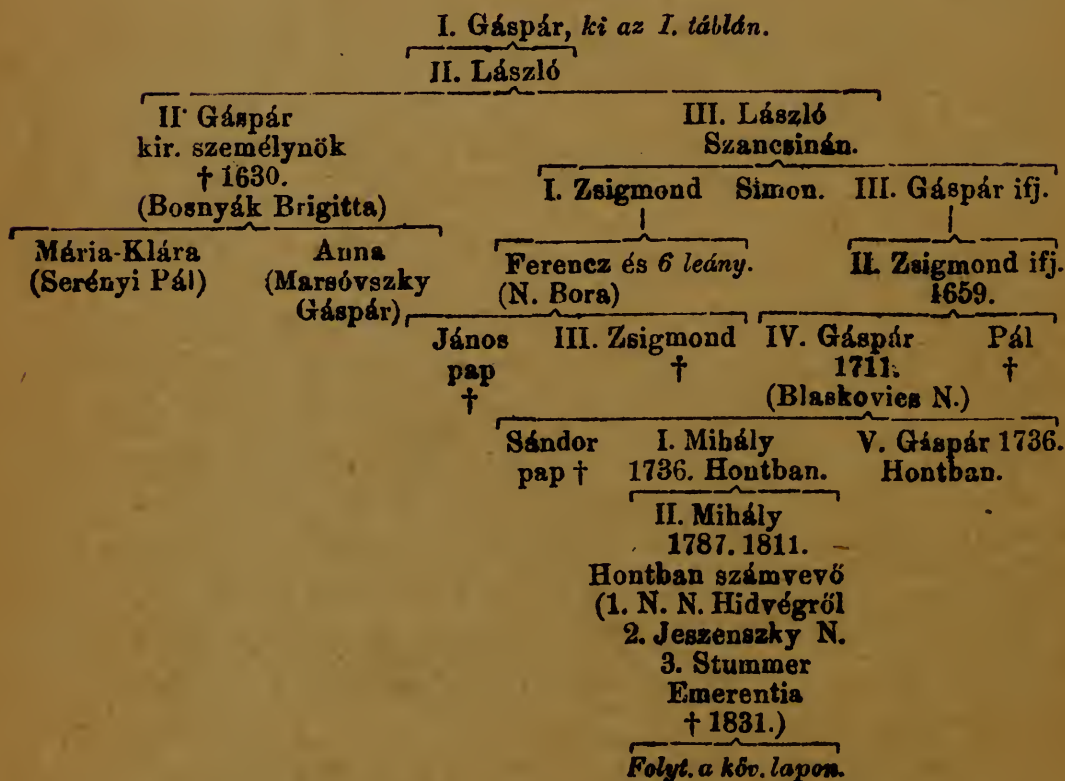 I. Gáspár, ki az I. táblán.
II. László
II· Gáspár
kir. személynök
† 1630.
(Bosnyák Brigitta)
III. László
Szancsinán.
I. Zsigmond Simon. III. Gáspár ifj.
Mária-Klára
(Serényi Pál)
Anna
(Marsóvszky
Gáspár)
Ferencz és 6 leány.
(N. Bora)
II. Zsigmond ifj.
1659.
János
pap
†
III. Zsigmond
†
IV. Gáspár
1711.
(Blaskovics N.)
Pál
†
Sándor
pap †
I. Mihály
1736. Hontban.
V. Gáspár 1736.
Hontban.
II. Mihály
1787. 1811.
Hontban számvevő
(1. N. N. Hidvégről
2. Jeszenszky N.
3. Stummer
Emerentia
† 1831.)
Folyt. a köv. lapon.